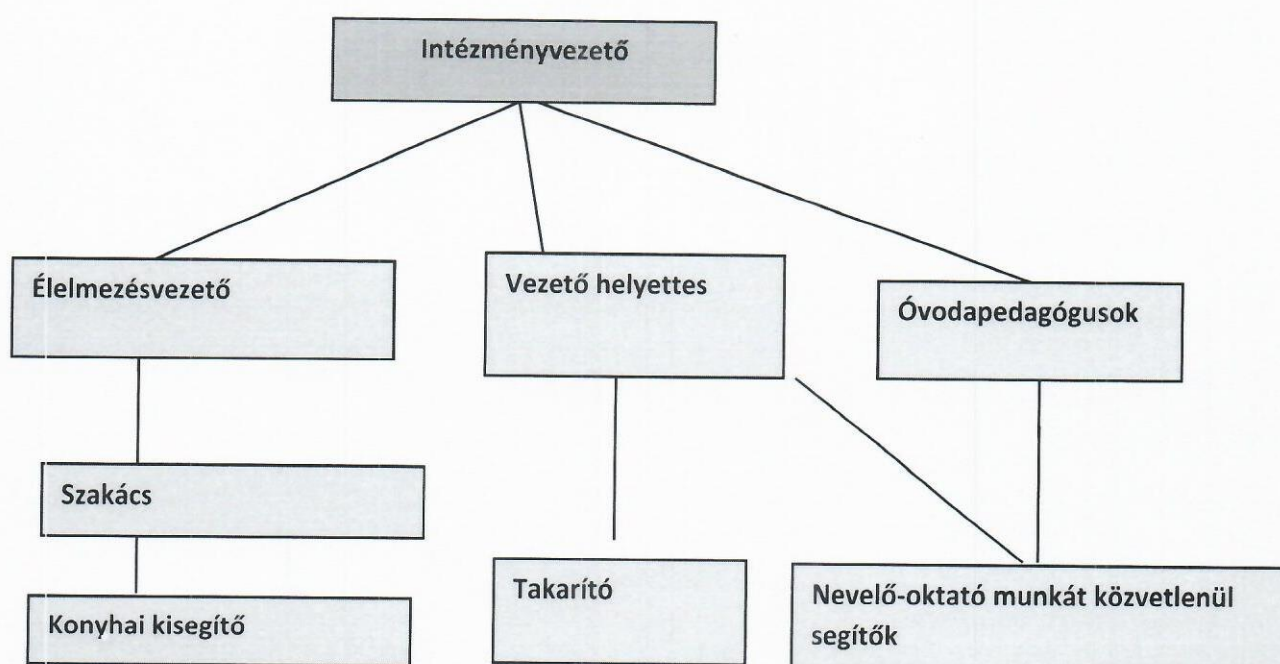 Intézményvezető
Élelmezésvezető
Vezető helyettes
Óvodapedagógusok
Szakács
Konyhai kisegítő
Takarító
Nevelő-oktató munkát közvetlenül
segítők